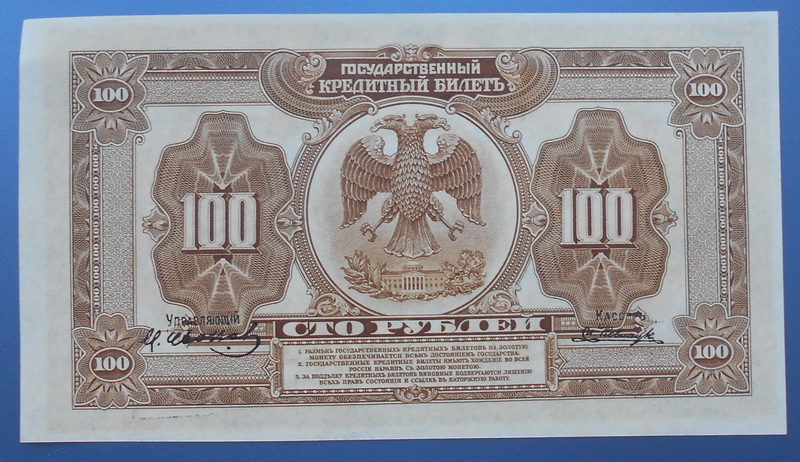 ГОСУДАРСТВЕННЫЙ
КРЕДИТНЫЙ БИЛЕТЪ
100
100
100
100
УПРАВЛЯЮЩІЙ
КАССИРЪ
СТО РУБЛЕЙ
1. РАЗМѢНЪ ГОСУДАРСТВЕННЫХЪ КРЕДИТНЫХЪ БИЛЕТОВЪ НА ЗОЛОТУЮ
МОНЕТУ ОБЕЗПЕЧИВАЕТСЯ ВСѢМЪ ДОСТОЯНІЕМЪ ГОСУДАРСТВА.
2. ГОСУДАРСТВЕННЫЕ КРЕДИТНЫЕ БИЛЕТЫ ИМѢЮТЪ ХОЖДЕНІЕ ВО ВСЕЙ
РОССІИ НАРАВНѢ СЪ ЗОЛОТОЮ МОНЕТОЮ.
3. ЗА ПОДДѢЛКУ КРЕДИТНЫХЪ БИЛЕТОВЪ ВИНОВНЫЕ ПОДВЕРГАЮТСЯ ЛИШЕНІЮ
ВСѢХЪ ПРАВЪ СОСТОЯНІЯ И ССЫЛКѢ ВЪ КАТОРЖНУЮ РАБОТУ.
100
100